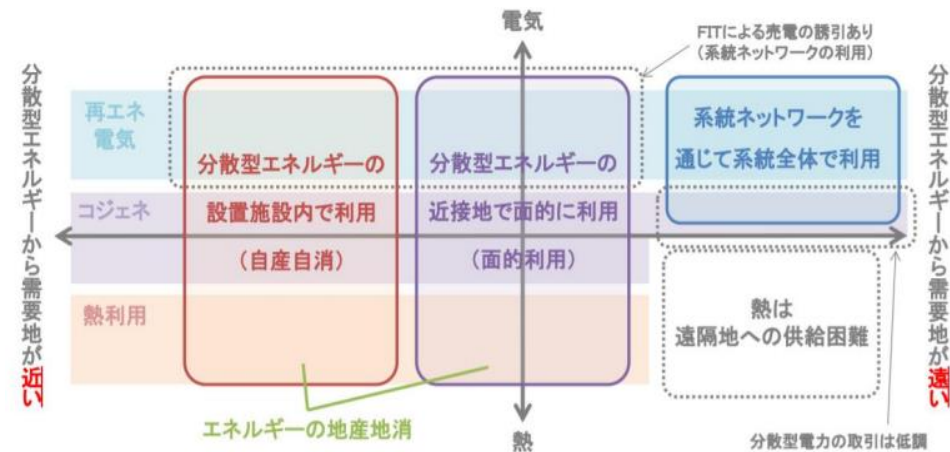 電気
FITによる売電の誘引あり
（系統ネットワークの利用）
分散型エネルギーから需要地が近い
再エネ
電気
分散型エネルギーの
設置施設内で利用
（自産自消）
分散型エネルギーの
近接地で面的に利用
（面的利用）
系統ネットワークを
通じて系統全体で利用
分散型エネルギーから需要地が遠い
コジェネ
熱利用
熱は
遠隔地への供給困難
エネルギーの地産地消
熱
分散型電力の取引は低調